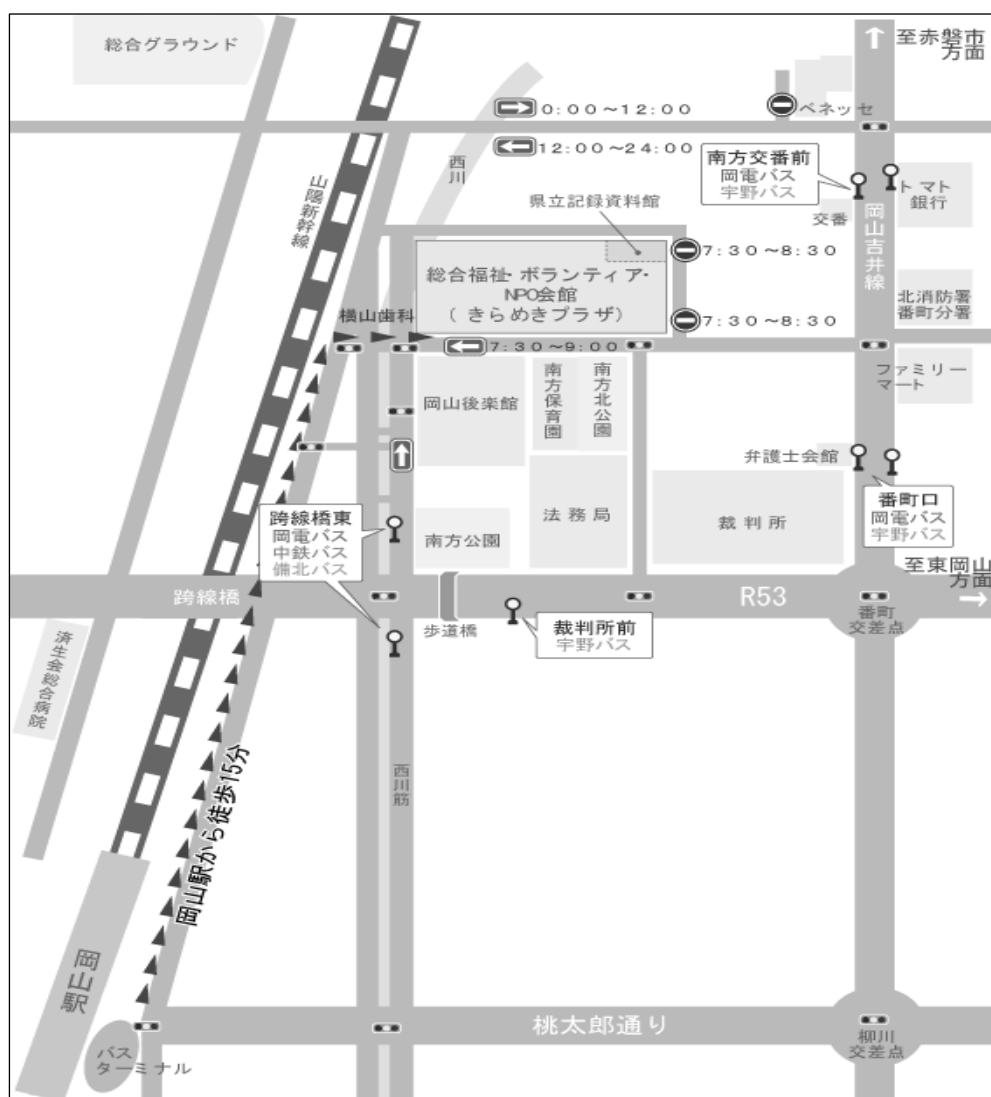 総合グラウンド
至赤磐市
方面
0:00～12:00
ベネッセ
12:00～24:00
南方交番前
岡電バス
宇野バス
西川
山陽新幹線
県立記録資料館
交番
トマト
銀行
岡山吉井線
7:30～8:30
総合福祉・ボランティア・
NPO会館
(きらめきプラザ)
北消防署
番町分署
横山歯科
7:30～8:30
7:30～9:00
ファミリー
マート
岡山後楽館
南方保育園
南方北公園
弁護士会館
番町口
岡電バス
宇野バス
跨線橋東
岡電バス
中鉄バス
備北バス
南方公園
法務局
裁判所
至東岡山
方面
跨線橋
R53
番町
交差点
歩道橋
裁判所前
宇野バス
済生会総合病院
岡山駅から徒歩15分
西川筋
岡山駅
桃太郎通り
柳川
交差点
バス
ターミナル